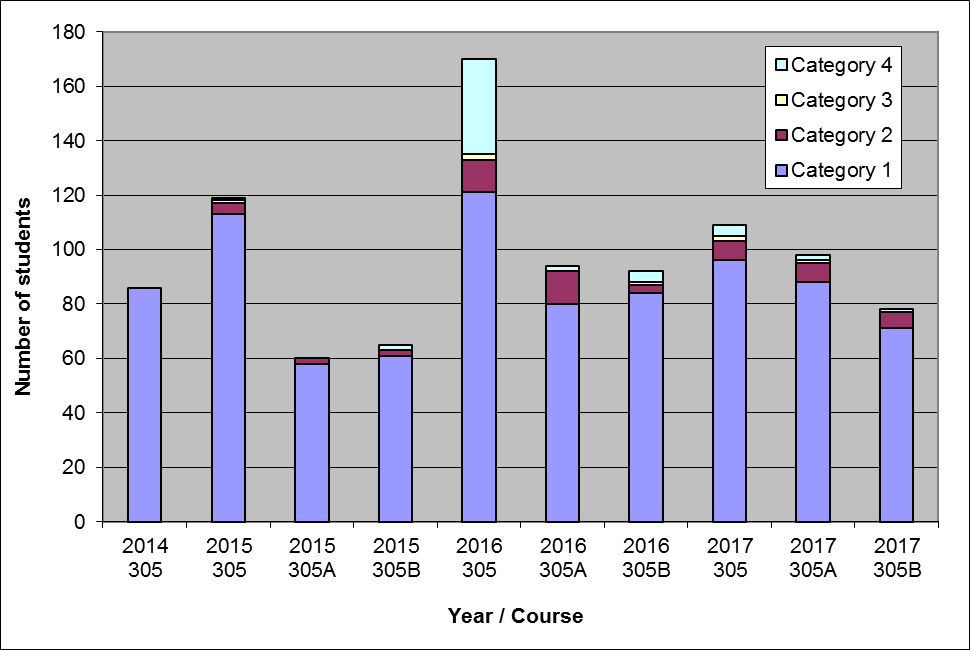 180
160
140
120
100
80
60
40
20
0
Number of students
Category 4
Category 3
Category 2
Category 1
2014
305
2015
305
2015
305A
2015
305B
2016
305
2016
305A
2016
305B
2017
305
2017
305A
2017
305B
Year / Course